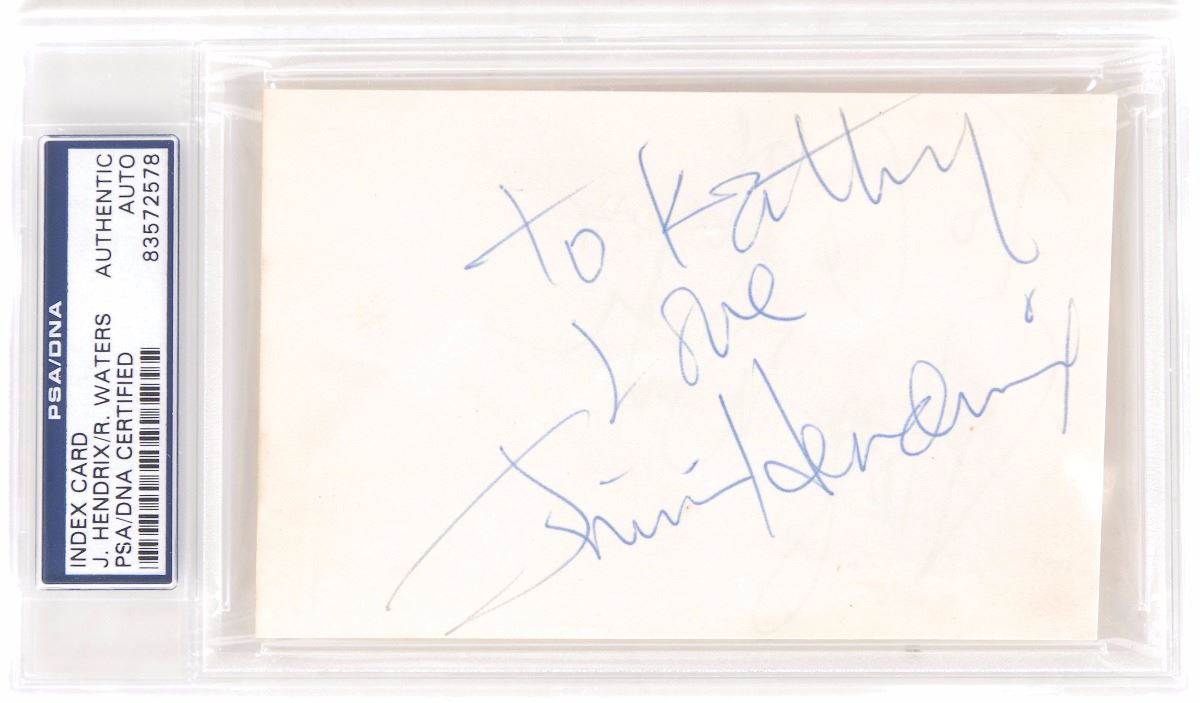 PSA/DNA
INDEX CARD
J. HENDRIX/R. WATERS AUTHENTIC
PSA/DNA CERTIFIED AUTO
83572578
To Kathy
Love
Jimi Hendrix